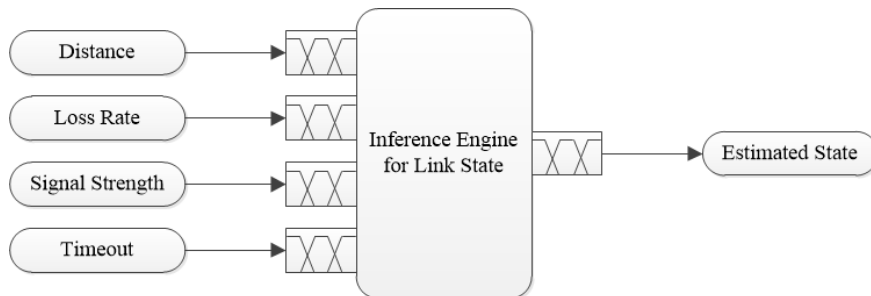 Distance
Loss Rate
Signal Strength
Timeout
Inference Engine
for Link State
Estimated State